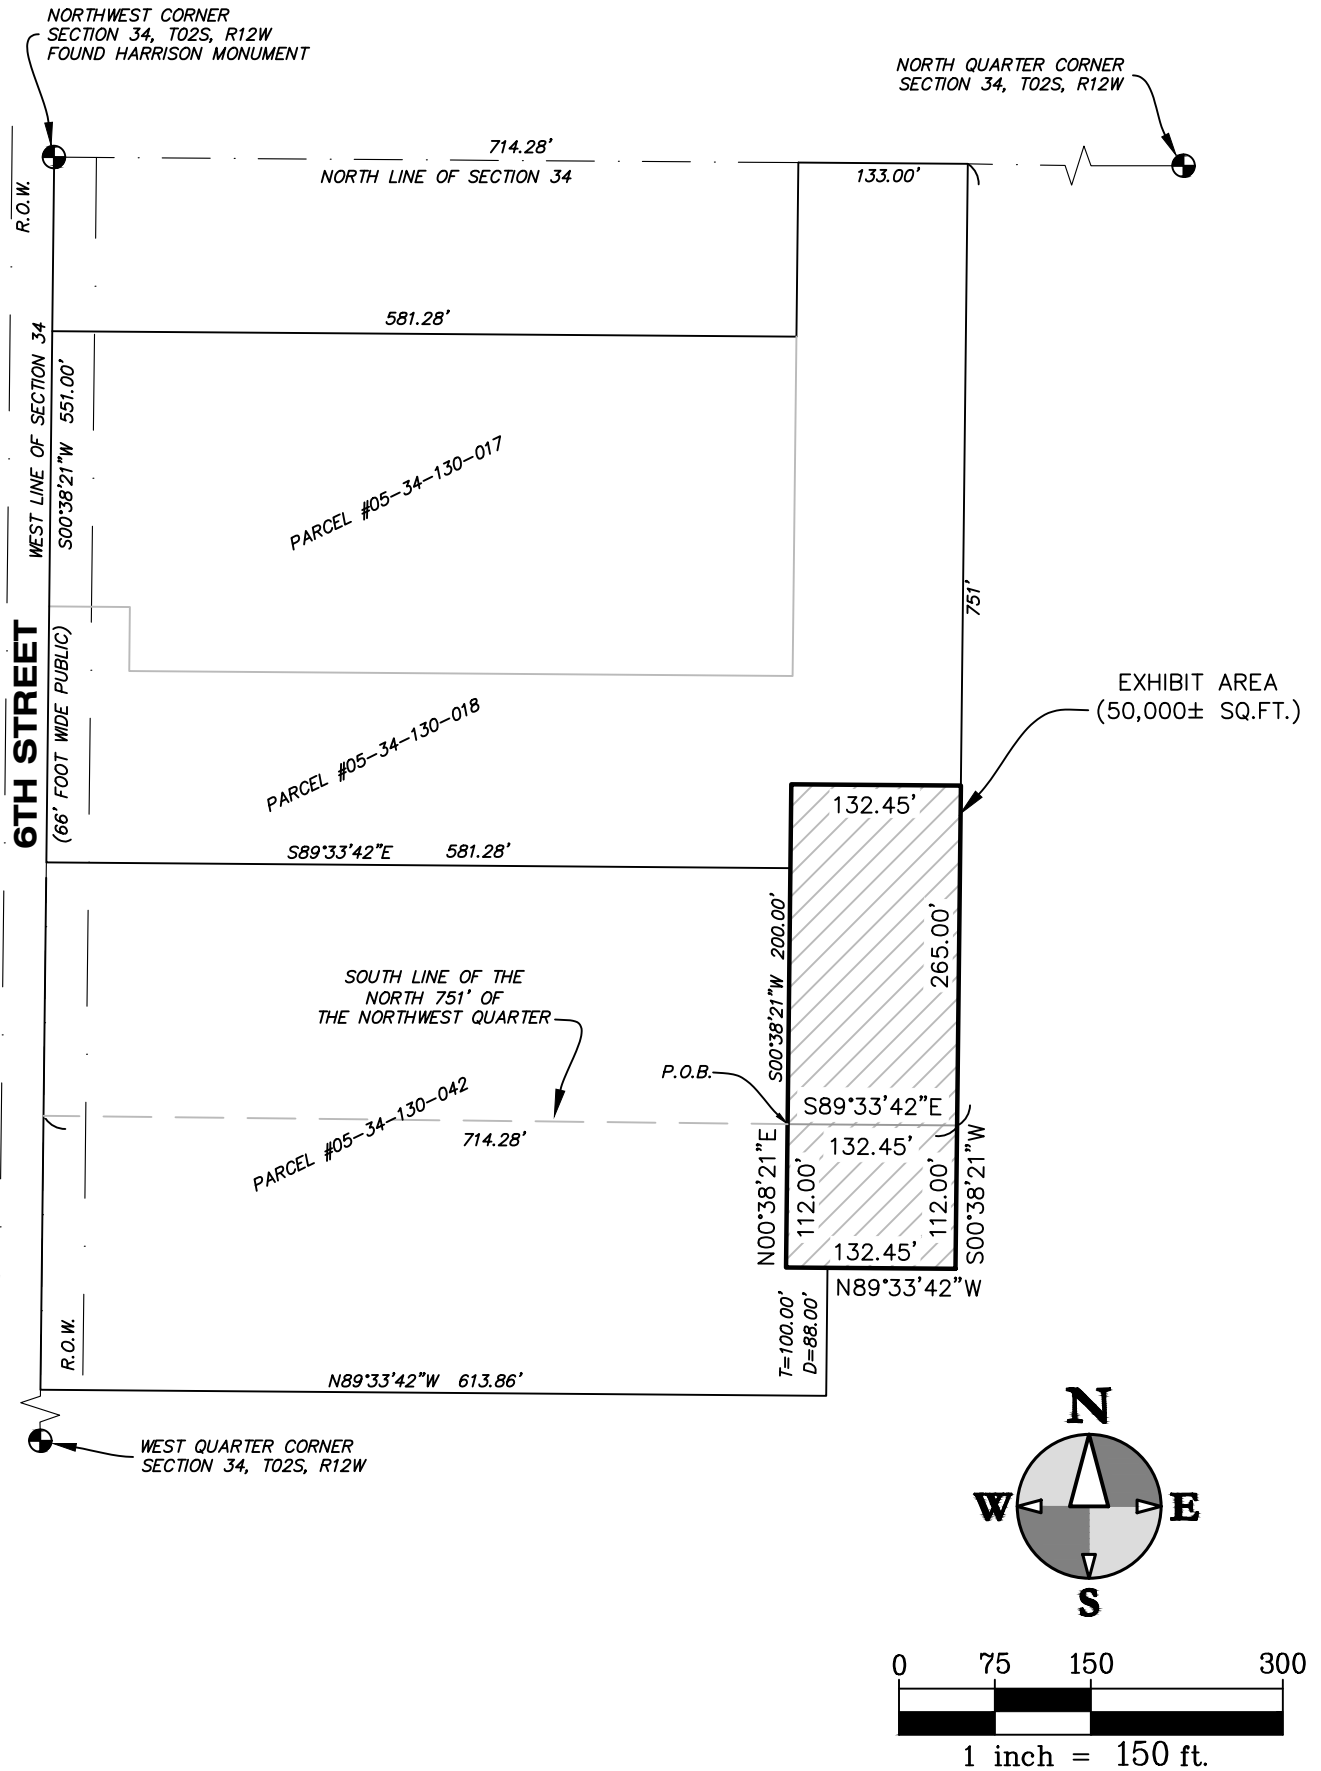 NORTHWEST CORNER
SECTION 34, T02S, R12W
FOUND HARRISON MONUMENT
NORTH QUARTER CORNER
SECTION 34, T02S, R12W
714.28'
NORTH LINE OF SECTION 34
133.00'
R.O.W.
581.28'
WEST LINE OF SECTION 34
S00°38'21"W 551.00'
PARCEL #05-34-130-017
751'
6TH STREET
(66' FOOT WIDE PUBLIC)
EXHIBIT AREA
(50,000± SQ.FT.)
PARCEL #05-34-130-018
132.45'
S89°33'42"E 581.28'
S00°38'21"W 200.00'
265.00'
SOUTH LINE OF THE
NORTH 751' OF
THE NORTHWEST QUARTER
P.O.B.
S89°33'42"E
132.45'
714.28'
PARCEL #05-34-130-042
N00°38'21"E
112.00'
112.00'
S00°38'21"W
132.45'
N89°33'42"W
T=100.00'
D=88.00'
R.O.W.
N89°33'42"W 613.86'
WEST QUARTER CORNER
SECTION 34, T02S, R12W
N
W
E
S
0 75 150 300
1 inch = 150 ft.